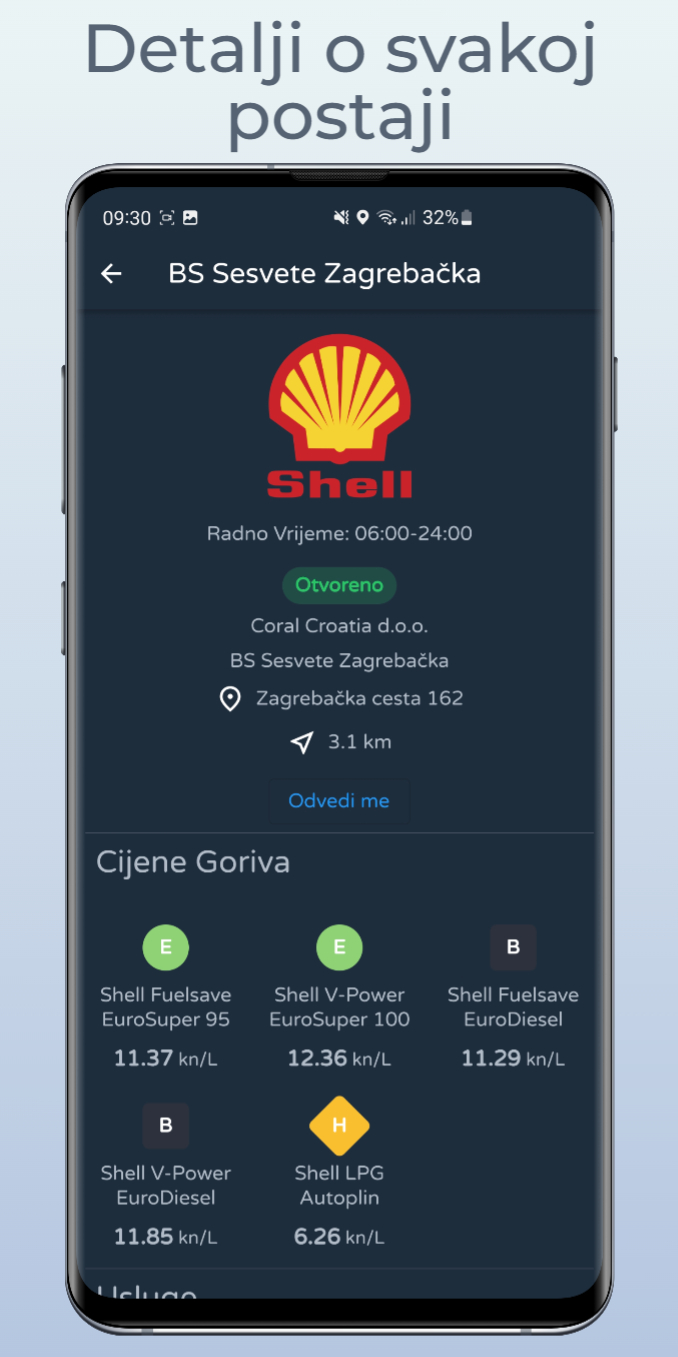 Detalji o svakoj
postaji
09:30
32%
BS Sesvete Zagrebačka
Shell
Radno Vrijeme: 06:00-24:00
Otvoreno
Coral Croatia d.o.o.
BS Sesvete Zagrebačka
Zagrebačka cesta 162
3.1 km
Odvedi me
Cijene Goriva
E
E
B
Shell Fuelsave
EuroSuper 95
Shell V-Power
EuroSuper 100
Shell Fuelsave
EuroDiesel
11.37 kn/L
12.36 kn/L
11.29 kn/L
B
H
Shell V-Power
EuroDiesel
Shell LPG
Autoplin
11.85 kn/L
6.26 kn/L
Usluge